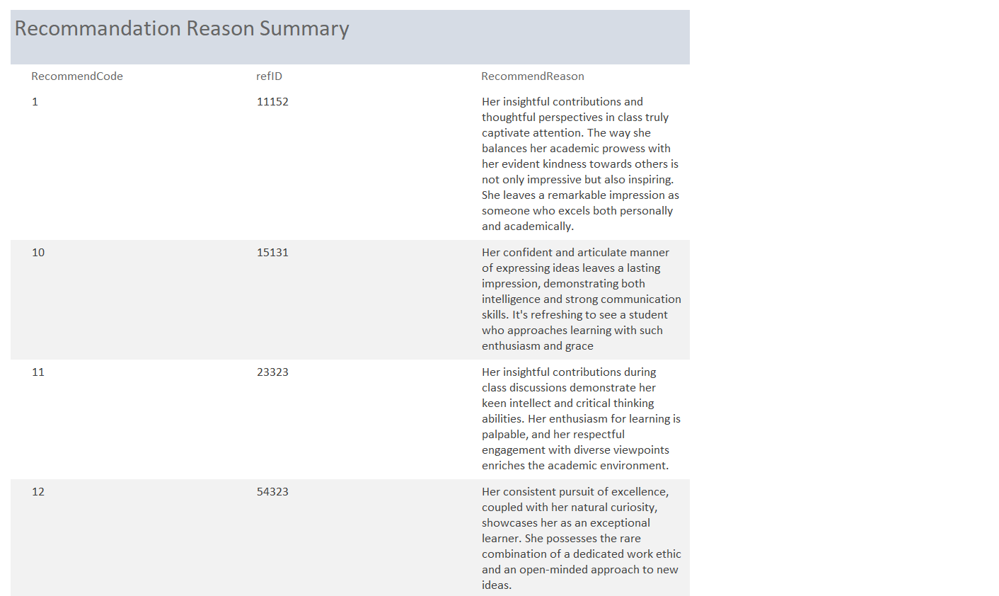 Recommandation Reason Summary
RecommendCode refID RecommendReason
1 11152 Her insightful contributions and
thoughtful perspectives in class truly
captivate attention. The way she
balances her academic prowess with
her evident kindness towards others is
not only impressive but also inspiring.
She leaves a remarkable impression as
someone who excels both personally
and academically.
10 15131 Her confident and articulate manner
of expressing ideas leaves a lasting
impression, demonstrating both
intelligence and strong communication
skills. It's refreshing to see a student
who approaches learning with such
enthusiasm and grace
11 23323 Her insightful contributions during
class discussions demonstrate her
keen intellect and critical thinking
abilities. Her enthusiasm for learning is
palpable, and her respectful
engagement with diverse viewpoints
enriches the academic environment.
12 54323 Her consistent pursuit of excellence,
coupled with her natural curiosity,
showcases her as an exceptional
learner. She possesses the rare
combination of a dedicated work ethic
and an open-minded approach to new
ideas.